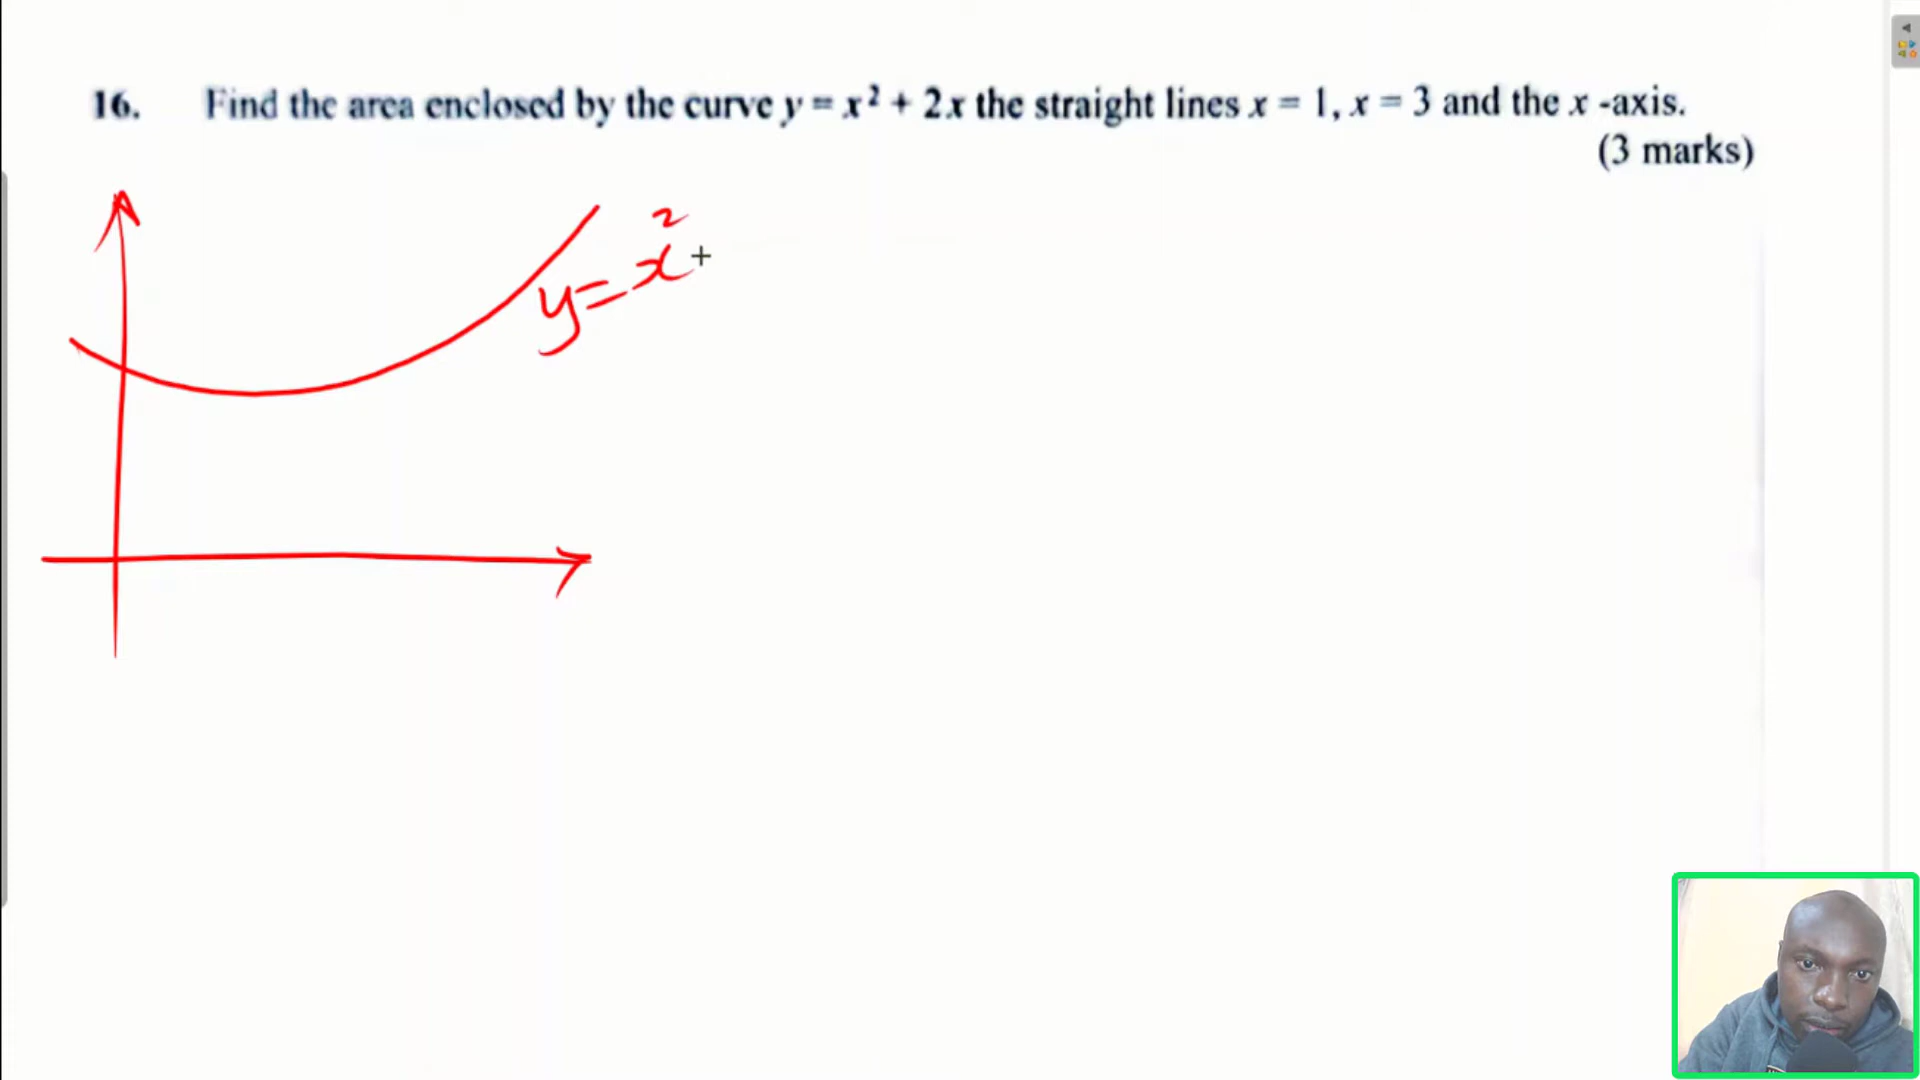 16. Find the area enclosed by the curve y = x² + 2x the straight lines x = 1, x = 3 and the x -axis.
(3 marks)
y = x² +